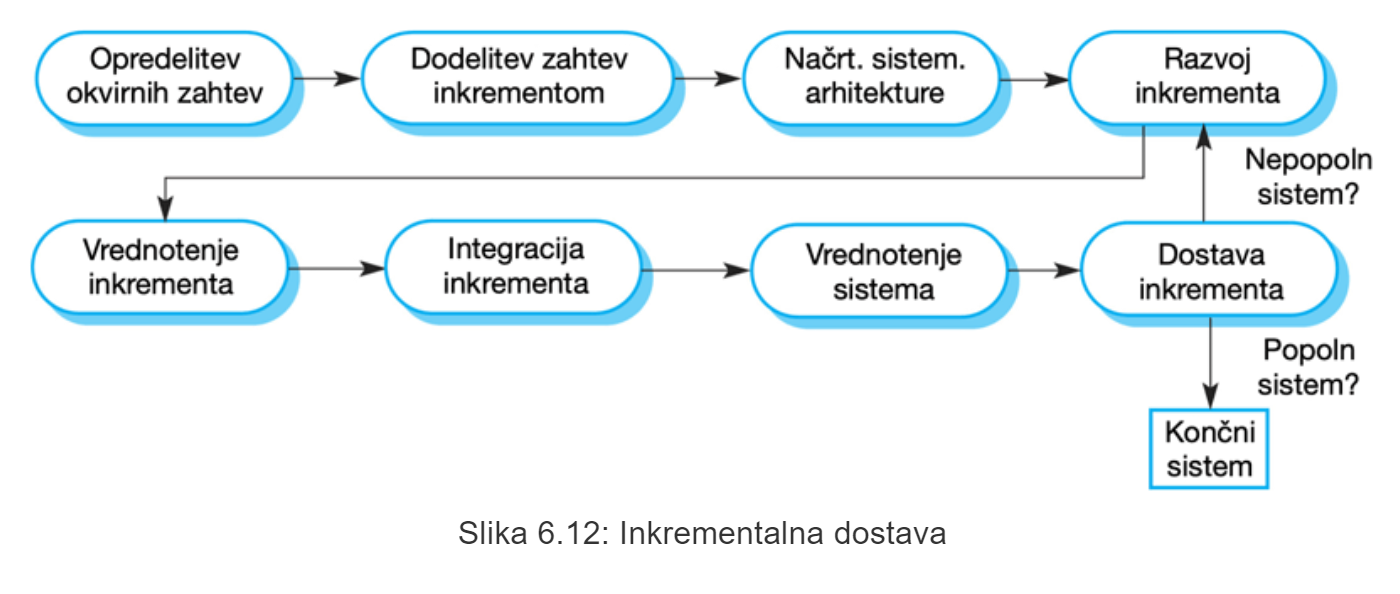 Opredelitev
okvirnih zahtev
Dodelitev zahtev
inkrementom
Načrt. sistem.
arhitekture
Razvoj
inkrementa
Nepopoln
sistem?
Vrednotenje
inkrementa
Integracija
inkrementa
Vrednotenje
sistema
Dostava
inkrementa
Popoln
sistem?
Končni
sistem
Slika 6.12: Inkrementalna dostava